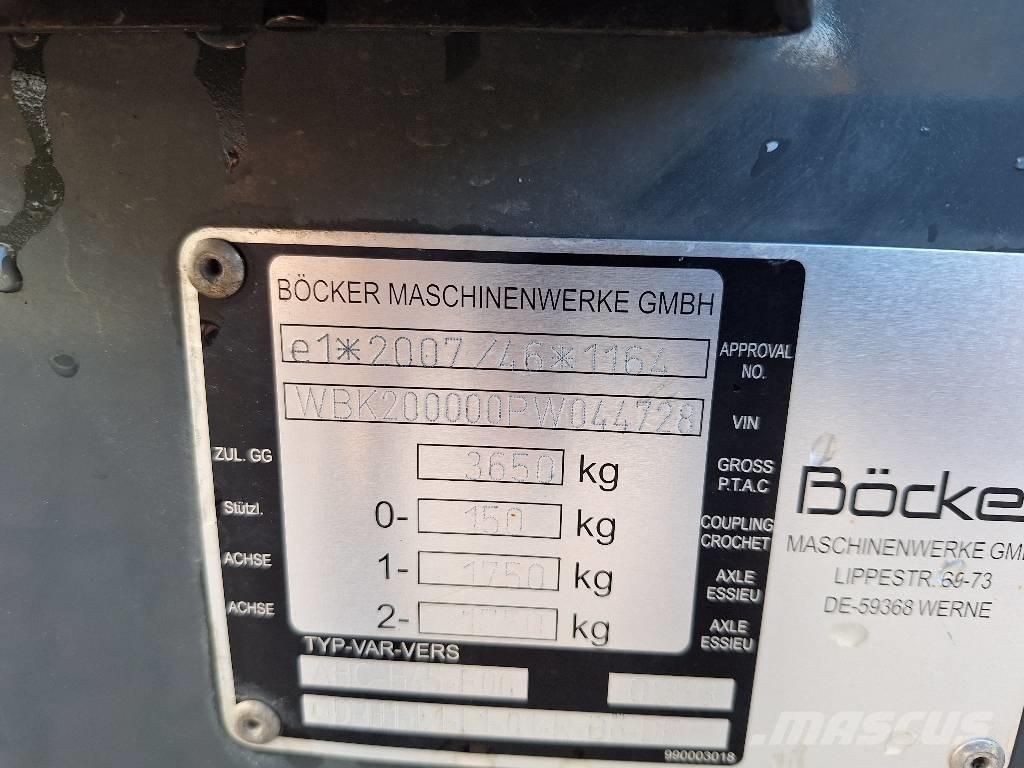 BÖCKER MASCHINENWERKE GMBH
e1*2007/46*1164 APPROVAL NO.
WBK200000PW044728 VIN
ZUL. GG 3650 kg GROSS P.T.A.C
Stützl. 0- 150 kg COUPLING CROCHET
ACHSE 1- 1750 kg AXLE ESSIEU
ACHSE 2- kg AXLE ESSIEU
TYP-VAR-VERS
990003018
Böcke
MASCHINENWERKE GM
LIPPESTR. 69-73
DE-59368 WERNE
MASCUS